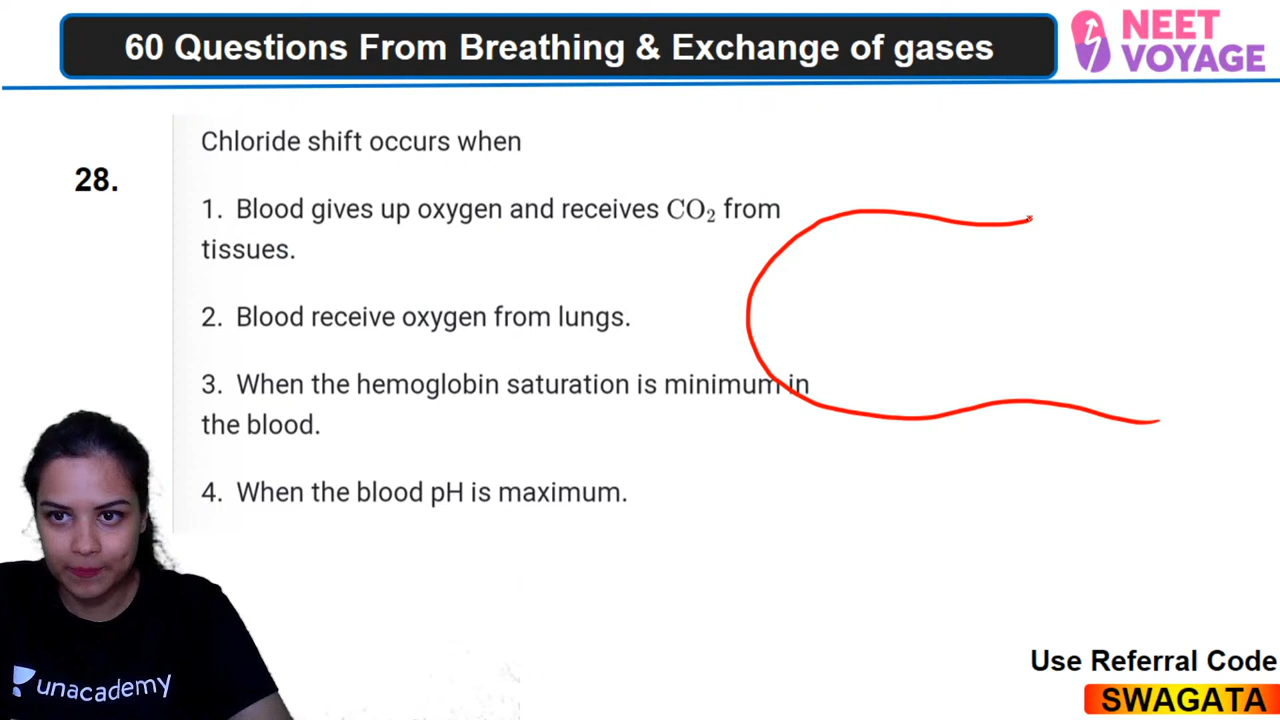 60 Questions From Breathing & Exchange of gases
NEET
VOYAGE
Chloride shift occurs when
28.
1. Blood gives up oxygen and receives CO₂ from
tissues.
2. Blood receive oxygen from lungs.
3. When the hemoglobin saturation is minimum in
the blood.
4. When the blood pH is maximum.
unacademy
Use Referral Code
SWAGATA